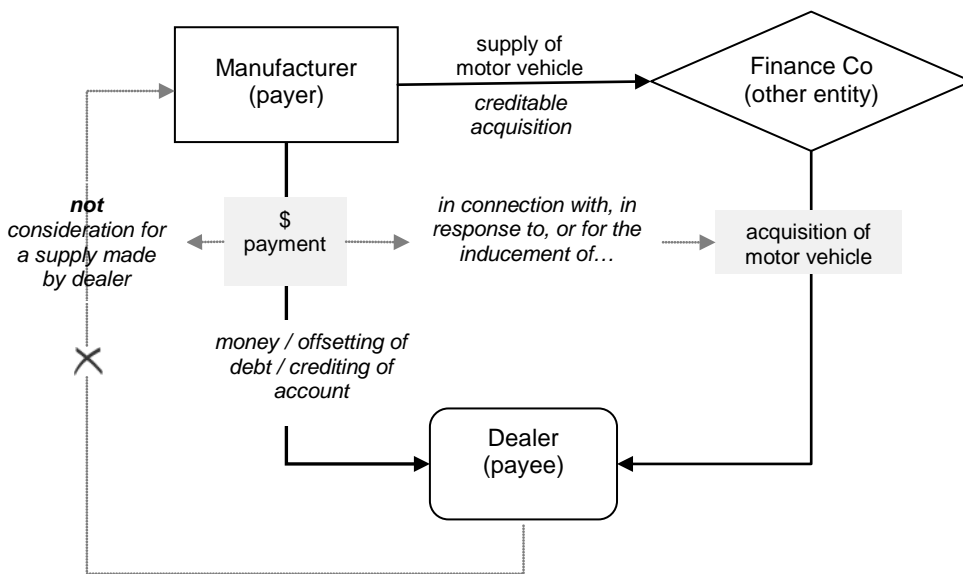 Manufacturer
(payer)
supply of
motor vehicle
creditable
acquisition
Finance Co
(other entity)
not
consideration for
a supply made
by dealer
$
payment
in connection with, in
response to, or for the
inducement of…
acquisition of
motor vehicle
money / offsetting of
debt / crediting of
account
Dealer
(payee)